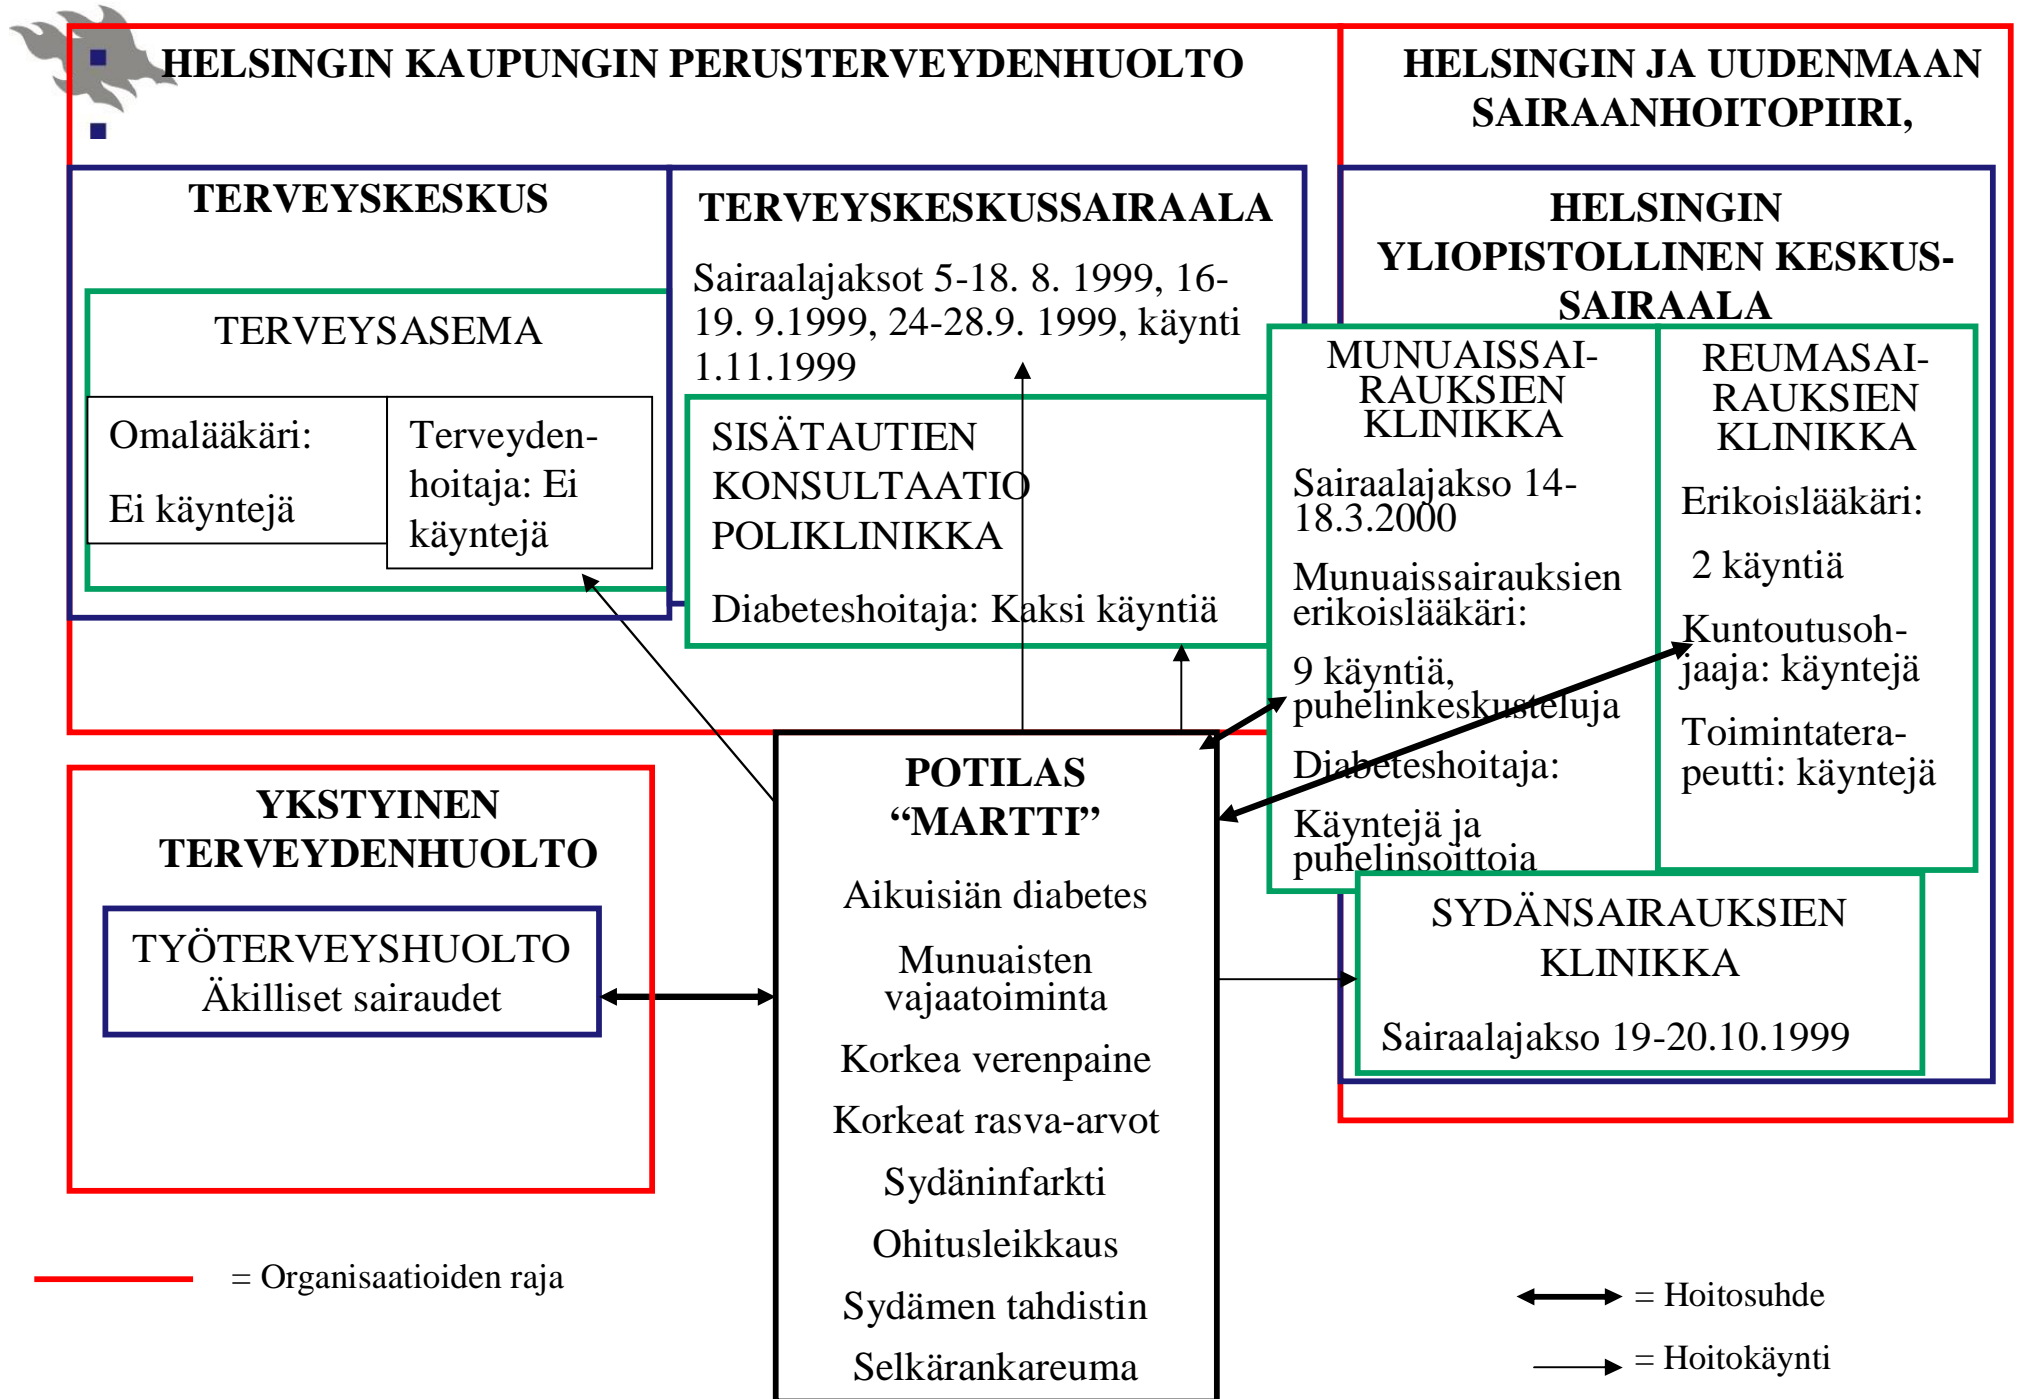 HELSINGIN KAUPUNGIN PERUSTERVEYDENHUOLTO
HELSINGIN JA UUDENMAAN
SAIRAANHOITOPIIRI,
TERVEYSKESKUS
TERVEYSASEMA
Omalääkäri:
Ei käyntejä
Terveyden-
hoitaja: Ei
käyntejä
TERVEYSKESKUSSAIRAALA
Sairaalajaksot 5-18. 8. 1999, 16-
19. 9.1999, 24-28.9. 1999, käynti
1.11.1999
SISÄTAUTIEN
KONSULTAATIO
POLIKLINIKKA
Diabeteshoitaja: Kaksi käyntiä
HELSINGIN
YLIOPISTOLLINEN KESKUS-
SAIRAALA
MUNUAISSAI-
RAUKSIEN
KLINIKKA
Sairaalajakso 14-
18.3.2000
Munuaissairauksien
erikoislääkäri:
9 käyntiä,
puhelinkeskusteluja
Diabeteshoitaja:
Käyntejä ja
puhelinsoittoja
REUMASAI-
RAUKSIEN
KLINIKKA
Erikoislääkäri:
2 käyntiä
Kuntoutusoh-
jaaja: käyntejä
Toimintatera-
peutti: käyntejä
SYDÄNSAIRAUKSIEN
KLINIKKA
Sairaalajakso 19-20.10.1999
YKSTYINEN
TERVEYDENHUOLTO
TYÖTERVEYSHUOLTO
Äkilliset sairaudet
POTILAS
“MARTTI”
Aikuisiän diabetes
Munuaisten
vajaatoiminta
Korkea verenpaine
Korkeat rasva-arvot
Sydäninfarkti
Ohitusleikkaus
Sydämen tahdistin
Selkärankareuma
= Organisaatioiden raja
= Hoitosuhde
= Hoitokäynti